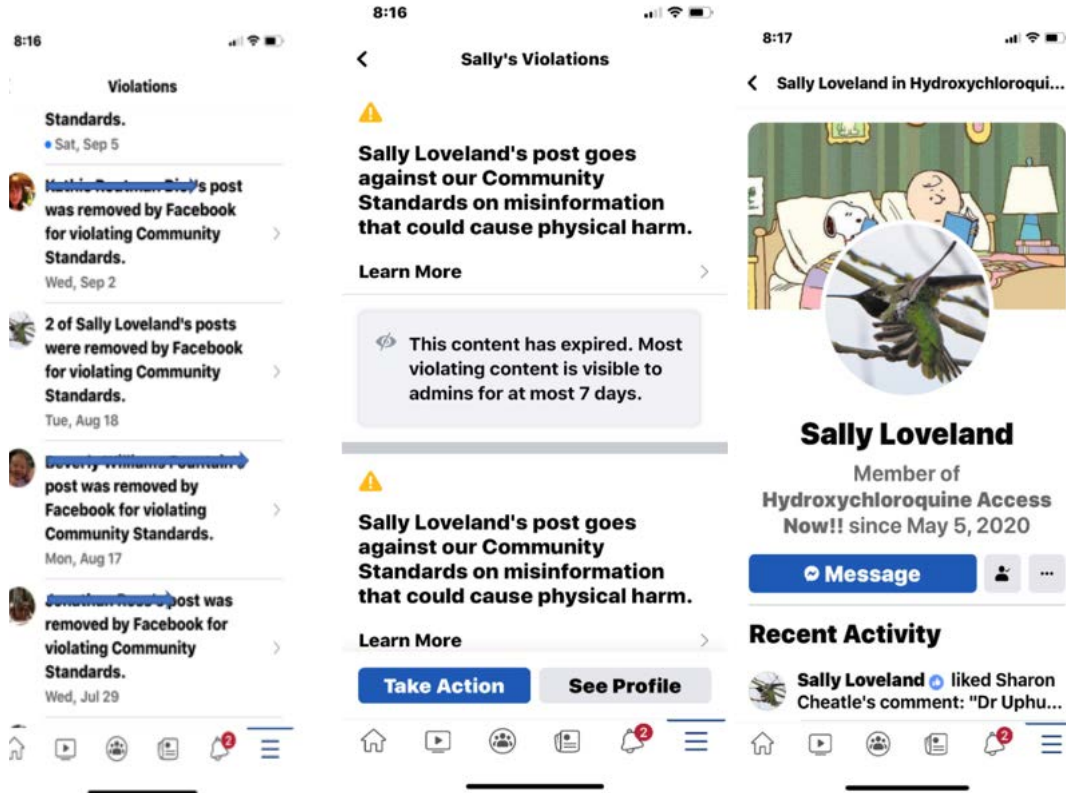 8:16
Violations
Standards.
Sat, Sep 5
's post
was removed by Facebook
for violating Community
Standards.
Wed, Sep 2
2 of Sally Loveland's posts
were removed by Facebook
for violating Community
Standards.
Tue, Aug 18
post was removed by
Facebook for violating
Community Standards.
Mon, Aug 17
post was
removed by Facebook for
violating Community
Standards.
Wed, Jul 29
2
8:16
Sally's Violations
Sally Loveland's post goes
against our Community
Standards on misinformation
that could cause physical harm.
Learn More
This content has expired. Most
violating content is visible to
admins for at most 7 days.
Sally Loveland's post goes
against our Community
Standards on misinformation
that could cause physical harm.
Learn More
Take Action
See Profile
2
8:17
Sally Loveland in Hydroxychloroqui...
Sally Loveland
Member of
Hydroxychloroquine Access
Now!! since May 5, 2020
Message
Recent Activity
Sally Loveland liked Sharon
Cheatle's comment: "Dr Uphu...
2